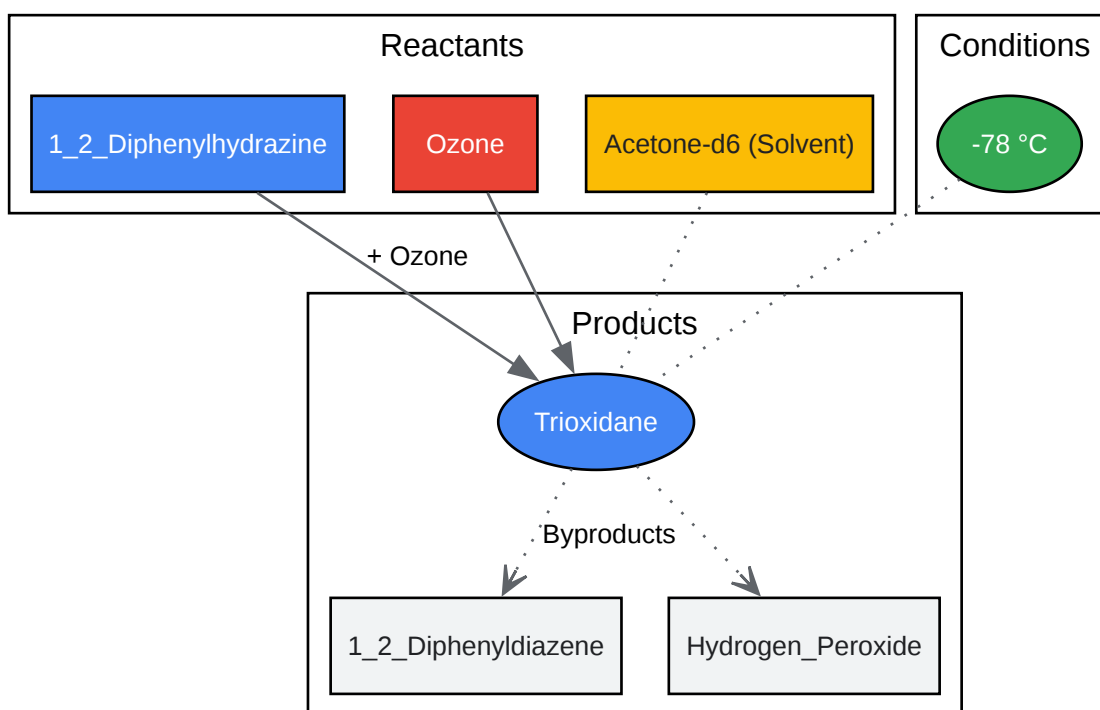 Reactants
Conditions
1_2_Diphenylhydrazine
Ozone
Acetone-d6 (Solvent)
-78 °C
+ Ozone
Products
Trioxidane
Byproducts
1_2_Diphenyldiazene
Hydrogen_Peroxide